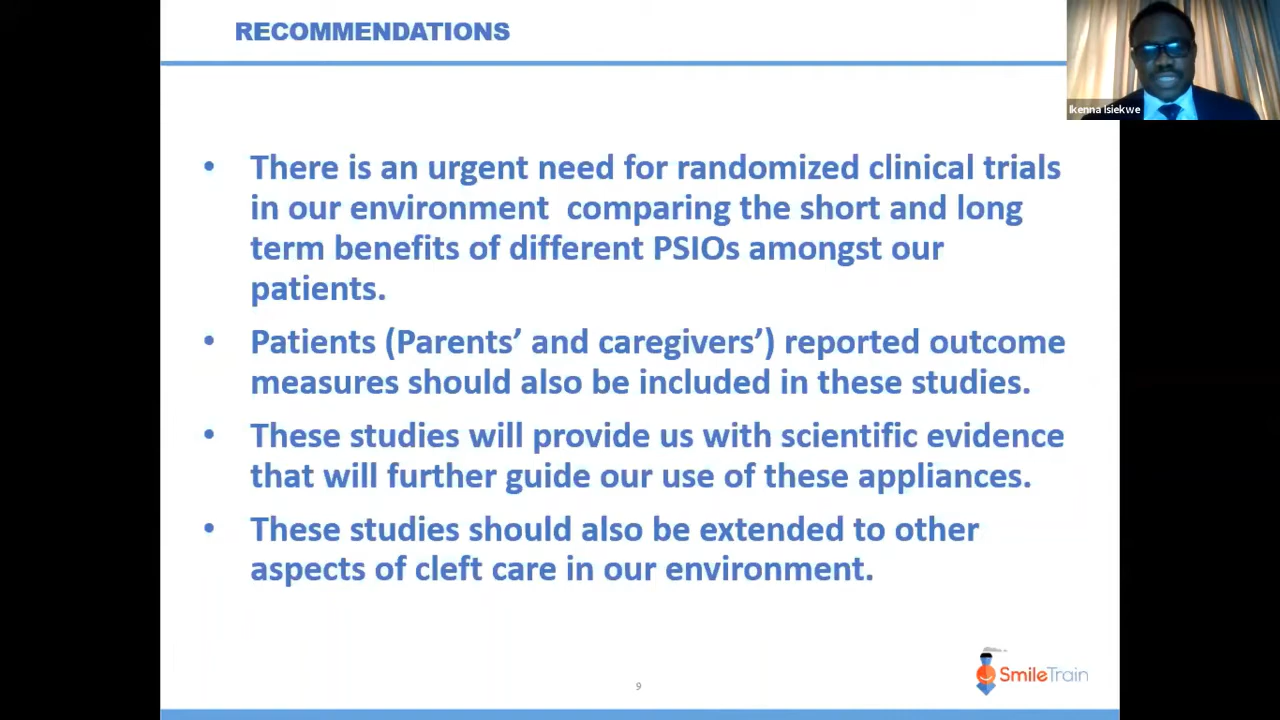 RECOMMENDATIONS
Ikenna Isiekwe
• There is an urgent need for randomized clinical trials
in our environment  comparing the short and long
term benefits of different PSIOs amongst our
patients.
• Patients (Parents’ and caregivers’) reported outcome
measures should also be included in these studies.
• These studies will provide us with scientific evidence
that will further guide our use of these appliances.
• These studies should also be extended to other
aspects of cleft care in our environment.
SmileTrain
9